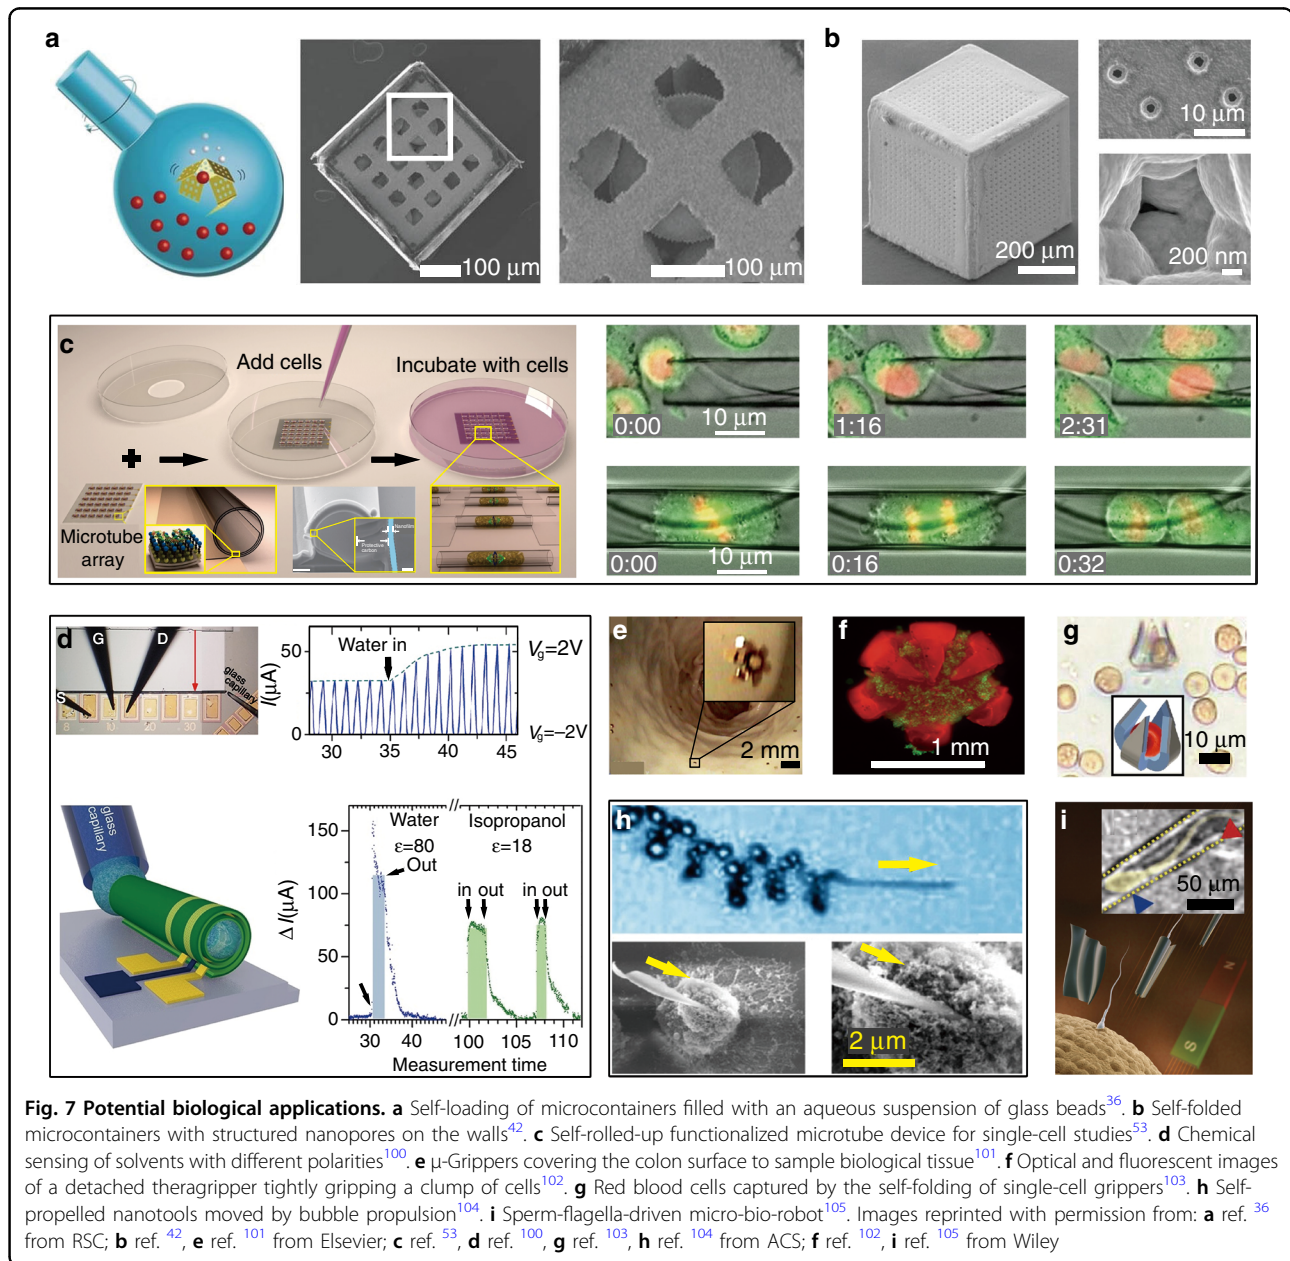 a
100 μm
100 μm
b
10 μm
200 μm
200 nm
c
Add cells
Incubate with cells
Microtube
array
Protective
carbon
Nanofilm
0:00
10 μm
1:16
2:31
0:00
10 μm
0:16
0:32
d
G
D
S
glass
capillary
8
10
20
30
Water in
I(μA)
50
0
30
35
40
45
Vg=2V
Vg=−2V
glass
capillary
Δ I(μA)
150
100
50
0
Water
ε=80
Out
Isopropanol
ε=18
in out
in out
30
40
100
105
110
Measurement time
e
2 mm
f
1 mm
g
10 μm
h
2 μm
i
50 μm
N
S
Fig. 7 Potential biological applications. a Self-loading of microcontainers filled with an aqueous suspension of glass beads36. b Self-folded
microcontainers with structured nanopores on the walls42. c Self-rolled-up functionalized microtube device for single-cell studies53. d Chemical
sensing of solvents with different polarities100. e μ-Grippers covering the colon surface to sample biological tissue101. f Optical and fluorescent images
of a detached theragripper tightly gripping a clump of cells102. g Red blood cells captured by the self-folding of single-cell grippers103. h Self-
propelled nanotools moved by bubble propulsion104. i Sperm-flagella-driven micro-bio-robot105. Images reprinted with permission from: a ref. 36
from RSC; b ref. 42, e ref. 101 from Elsevier; c ref. 53, d ref. 100, g ref. 103, h ref. 104 from ACS; f ref. 102, i ref. 105 from Wiley